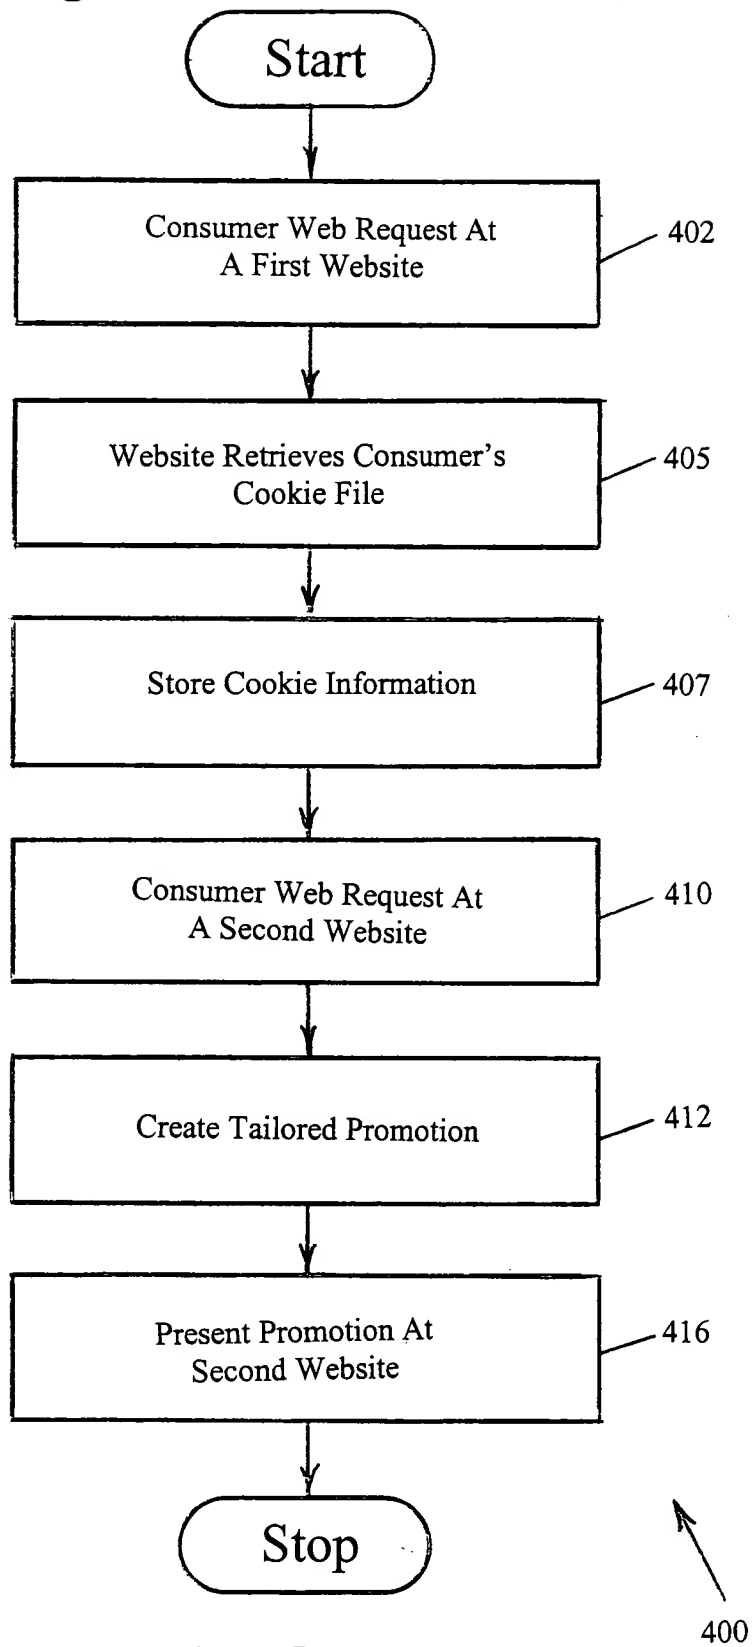 Start
Consumer Web Request At
A First Website
402
Website Retrieves Consumer's
Cookie File
405
Store Cookie Information
407
Consumer Web Request At
A Second Website
410
Create Tailored Promotion
412
Present Promotion At
Second Website
416
Stop
400